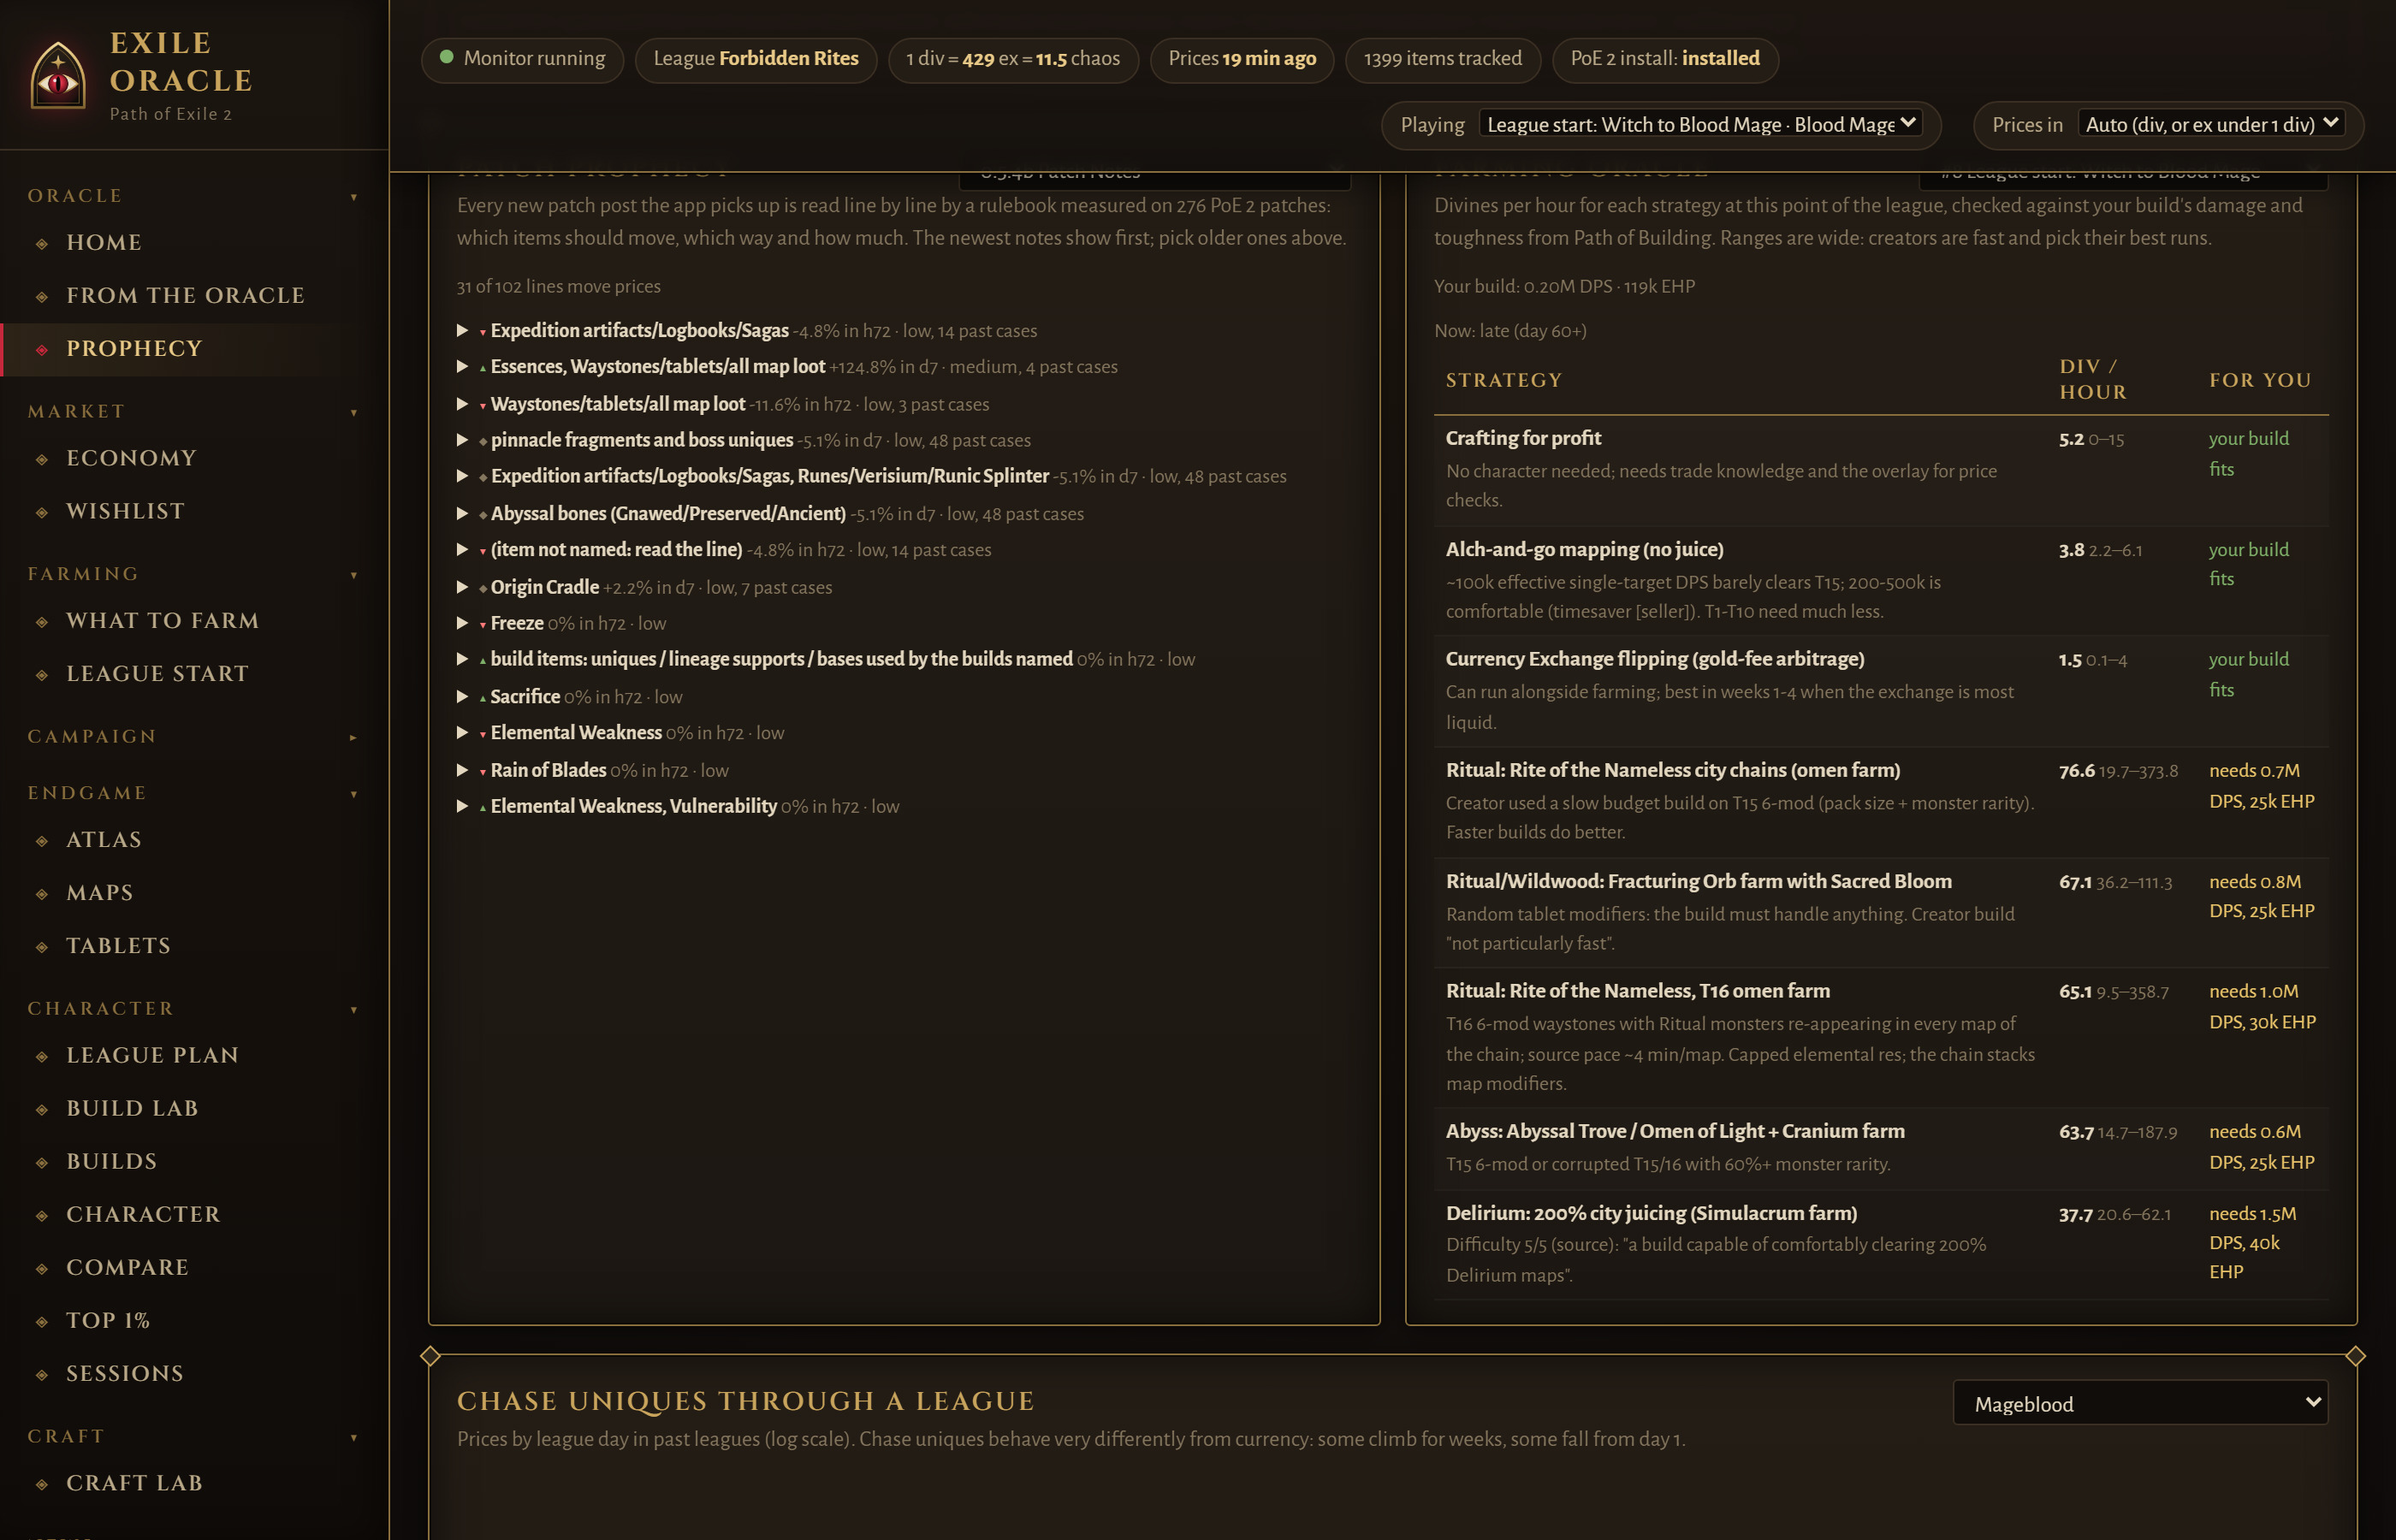 EXILE
ORACLE
Path of Exile 2
ORACLE
HOME
FROM THE ORACLE
PROPHECY
MARKET
ECONOMY
WISHLIST
FARMING
WHAT TO FARM
LEAGUE START
CAMPAIGN
ENDGAME
ATLAS
MAPS
TABLETS
CHARACTER
LEAGUE PLAN
BUILD LAB
BUILDS
CHARACTER
COMPARE
TOP 1%
SESSIONS
CRAFT
CRAFT LAB
Monitor running
League Forbidden Rites
1 div = 429 ex = 11.5 chaos
Prices 19 min ago
1399 items tracked
PoE 2 install: installed
Playing League start: Witch to Blood Mage · Blood Mage
Prices in Auto (div, or ex under 1 div)
Every new patch post the app picks up is read line by line by a rulebook measured on 276 PoE 2 patches:
which items should move, which way and how much. The newest notes show first; pick older ones above.
31 of 102 lines move prices
Expedition artifacts/Logbooks/Sagas -4.8% in h72 · low, 14 past cases
Essences, Waystones/tablets/all map loot +124.8% in d7 · medium, 4 past cases
Waystones/tablets/all map loot -11.6% in h72 · low, 3 past cases
pinnacle fragments and boss uniques -5.1% in d7 · low, 48 past cases
Expedition artifacts/Logbooks/Sagas, Runes/Verisium/Runic Splinter -5.1% in d7 · low, 48 past cases
Abyssal bones (Gnawed/Preserved/Ancient) -5.1% in d7 · low, 48 past cases
(item not named: read the line) -4.8% in h72 · low, 14 past cases
Origin Cradle +2.2% in d7 · low, 7 past cases
Freeze 0% in h72 · low
build items: uniques / lineage supports / bases used by the builds named 0% in h72 · low
Sacrifice 0% in h72 · low
Elemental Weakness 0% in h72 · low
Rain of Blades 0% in h72 · low
Elemental Weakness, Vulnerability 0% in h72 · low
Divines per hour for each strategy at this point of the league, checked against your build's damage and
toughness from Path of Building. Ranges are wide: creators are fast and pick their best runs.
Your build: 0.20M DPS · 119k EHP
Now: late (day 60+)
STRATEGY
DIV /
HOUR
FOR YOU
Crafting for profit
No character needed; needs trade knowledge and the overlay for price
checks.
5.2 0–15
your build
fits
Alch-and-go mapping (no juice)
~100k effective single-target DPS barely clears T15; 200-500k is
comfortable (timesaver [seller]). T1-T10 need much less.
3.8 2.2–6.1
your build
fits
Currency Exchange flipping (gold-fee arbitrage)
Can run alongside farming; best in weeks 1-4 when the exchange is most
liquid.
1.5 0.1–4
your build
fits
Ritual: Rite of the Nameless city chains (omen farm)
Creator used a slow budget build on T15 6-mod (pack size + monster rarity).
Faster builds do better.
76.6 19.7–373.8
needs 0.7M
DPS, 25k EHP
Ritual/Wildwood: Fracturing Orb farm with Sacred Bloom
Random tablet modifiers: the build must handle anything. Creator build
"not particularly fast".
67.1 36.2–111.3
needs 0.8M
DPS, 25k EHP
Ritual: Rite of the Nameless, T16 omen farm
T16 6-mod waystones with Ritual monsters re-appearing in every map of
the chain; source pace ~4 min/map. Capped elemental res; the chain stacks
map modifiers.
65.1 9.5–358.7
needs 1.0M
DPS, 30k EHP
Abyss: Abyssal Trove / Omen of Light + Cranium farm
T15 6-mod or corrupted T15/16 with 60%+ monster rarity.
63.7 14.7–187.9
needs 0.6M
DPS, 25k EHP
Delirium: 200% city juicing (Simulacrum farm)
Difficulty 5/5 (source): "a build capable of comfortably clearing 200%
Delirium maps".
37.7 20.6–62.1
needs 1.5M
DPS, 40k
EHP
CHASE UNIQUES THROUGH A LEAGUE
Mageblood
Prices by league day in past leagues (log scale). Chase uniques behave very differently from currency: some climb for weeks, some fall from day 1.